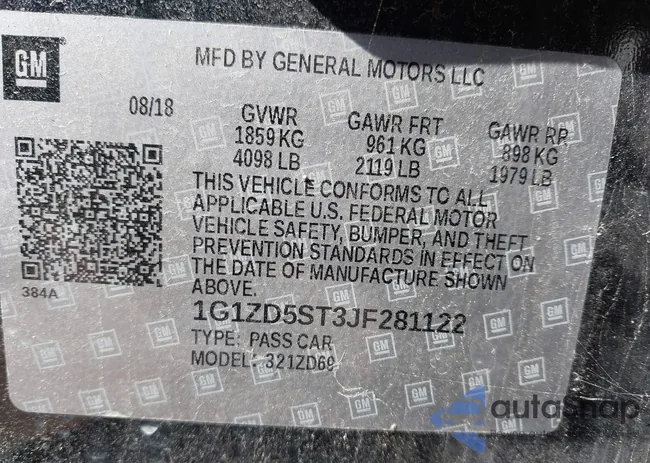 GM
MFD BY GENERAL MOTORS LLC
08/18
GVWR
1859 KG
4098 LB
GAWR FRT
961 KG
2119 LB
GAWR RR
898 KG
1979 LB
THIS VEHICLE CONFORMS TO ALL
APPLICABLE U.S. FEDERAL MOTOR
VEHICLE SAFETY, BUMPER, AND THEFT
PREVENTION STANDARDS IN EFFECT ON
THE DATE OF MANUFACTURE SHOWN
ABOVE.
384A
1G1ZD5ST3JF281122
TYPE: PASS CAR
MODEL: 321ZD69
autosnap